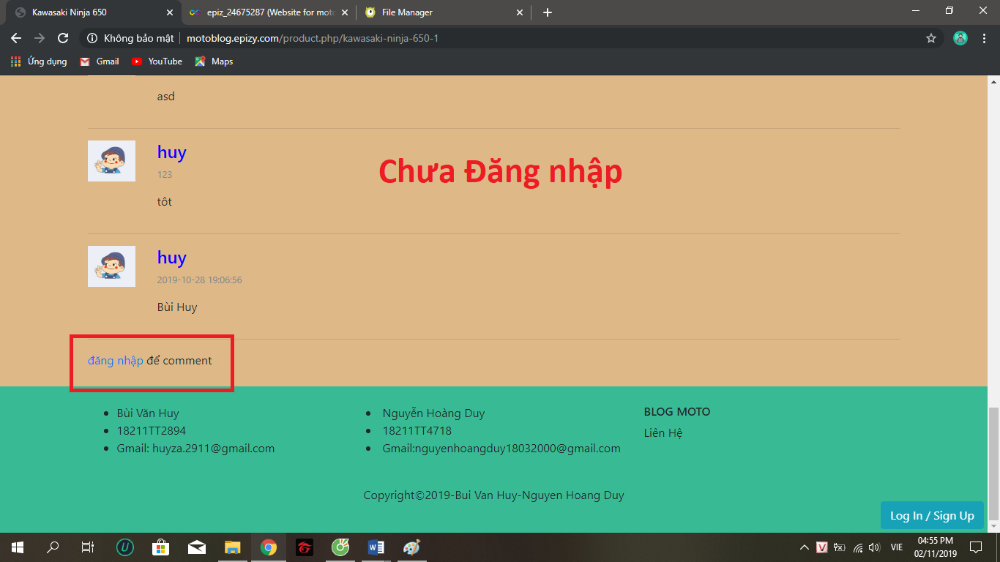 Kawasaki Ninja 650
epiz_24675287 (Website for moto
File Manager
Không bảo mật
motoblog.epizy.com/product.php/kawasaki-ninja-650-1
Ứng dụng
Gmail
YouTube
Maps
asd
huy
123
tôt
Chưa Đăng nhập
huy
2019-10-28 19:06:56
Bùi Huy
đăng nhập để comment
Bùi Văn Huy
18211TT2894
Gmail: huyza.2911@gmail.com
Nguyễn Hoàng Duy
18211TT4718
Gmail:nguyenhoangduy18032000@gmail.com
BLOG MOTO
Liên Hệ
Copyright©2019-Bui Van Huy-Nguyen Hoang Duy
Log In / Sign Up
VIE
04:55 PM
02/11/2019